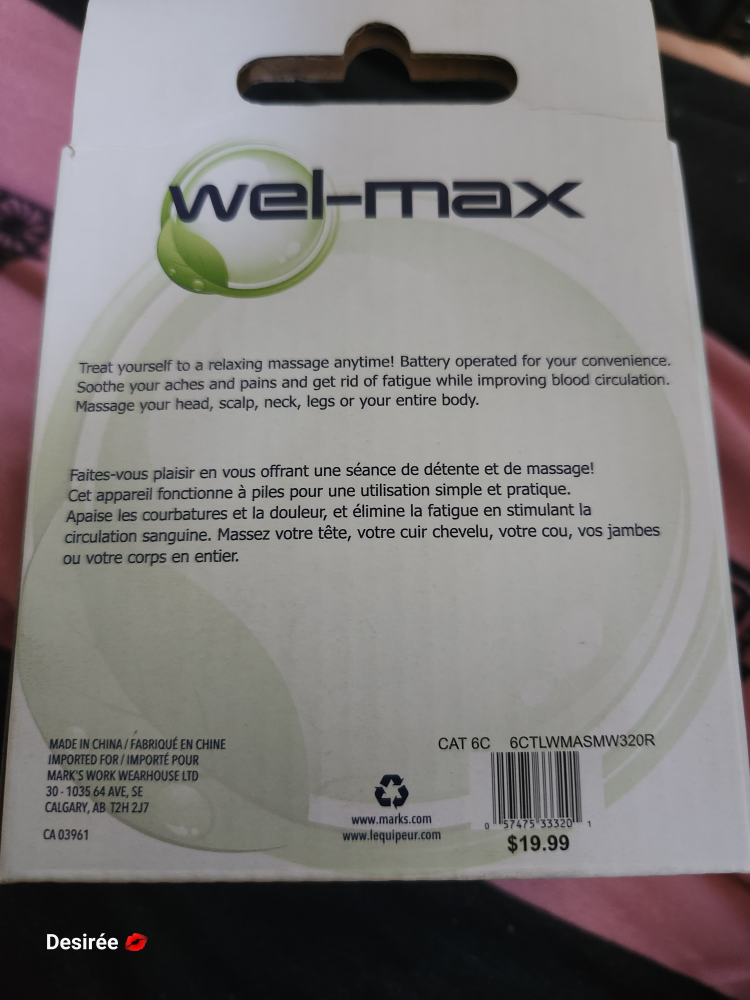 wel-max
Treat yourself to a relaxing massage anytime! Battery operated for your convenience.
Soothe your aches and pains and get rid of fatigue while improving blood circulation.
Massage your head, scalp, neck, legs or your entire body.
Faites-vous plaisir en vous offrant une séance de détente et de massage!
Cet appareil fonctionne à piles pour une utilisation simple et pratique.
Apaise les courbatures et la douleur, et élimine la fatigue en stimulant la
circulation sanguine. Massez votre tête, votre cuir chevelu, votre cou, vos jambes
ou votre corps en entier.
MADE IN CHINA / FABRIQUÉ EN CHINE
IMPORTED FOR / IMPORTÉ POUR
MARK'S WORK WEARHOUSE LTD
30 - 1035 64 AVE, SE
CALGARY, AB T2H 2J7
CA 03961
www.marks.com
www.lequipeur.com
CAT 6C 6CTLWMASMW320R
0 57475 33320 1
$19.99
Desirée 💋